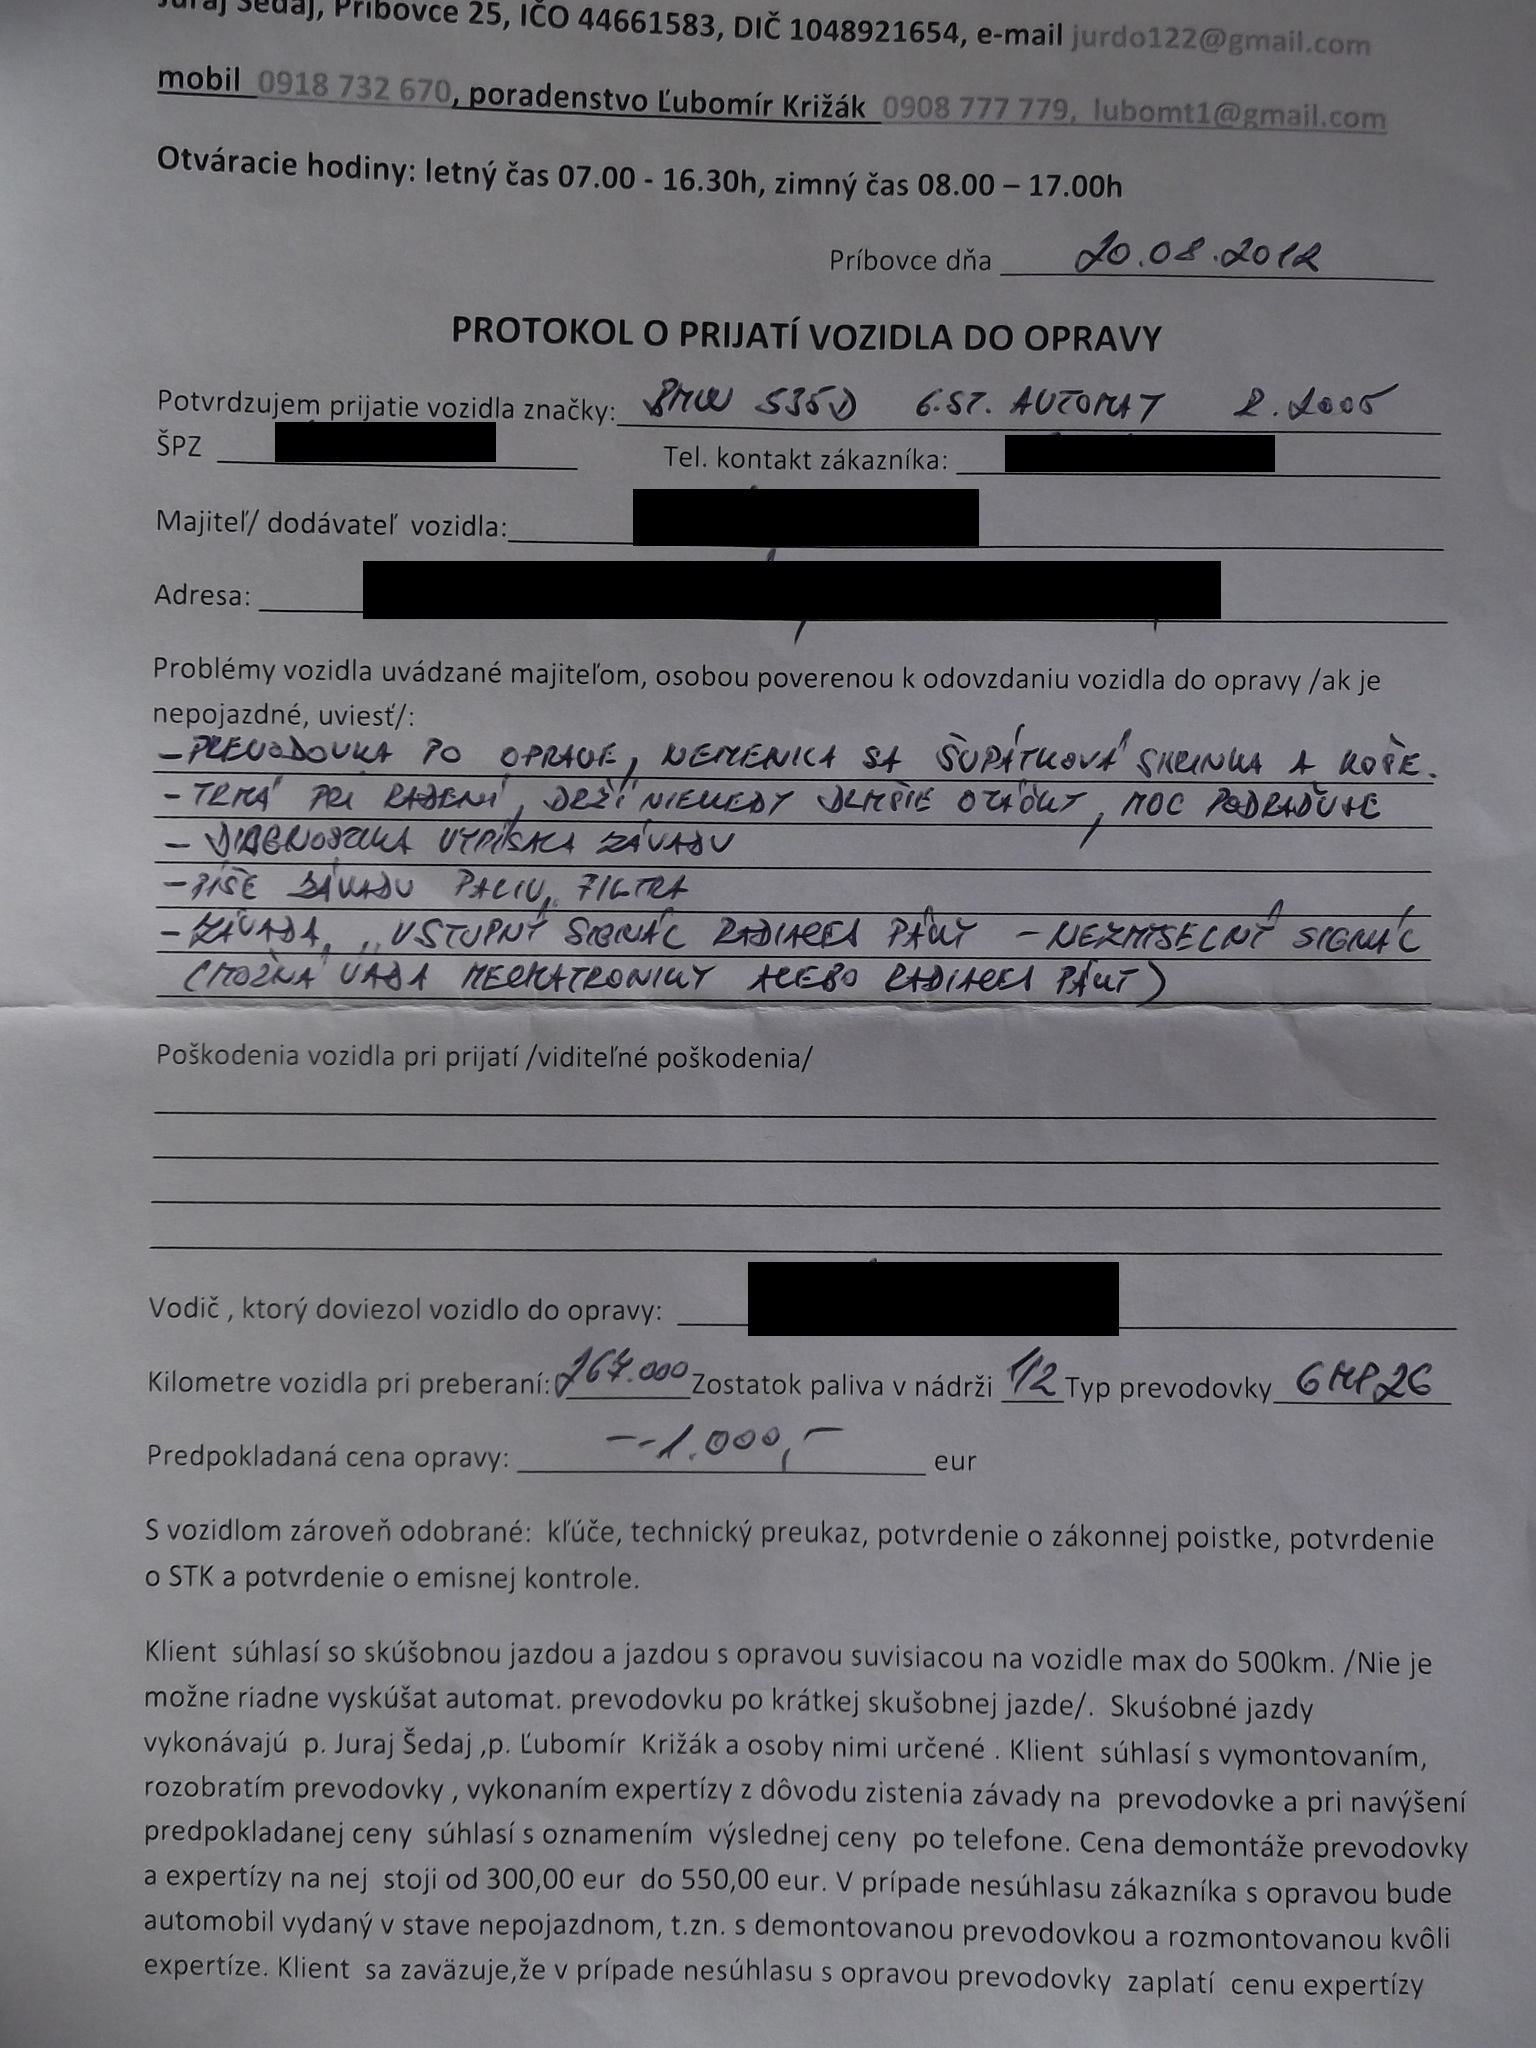 Juraj Šedaj, Príbovce 25, IČO 44661583, DIČ 1048921654, e-mail jurdo122@gmail.com
mobil 0918 732 670, poradenstvo Ľubomír Križák 0908 777 779, lubomt1@gmail.com
Otváracie hodiny: letný čas 07.00 - 16.30h, zimný čas 08.00 – 17.00h
Príbovce dňa 20.08.2012
PROTOKOL O PRIJATÍ VOZIDLA DO OPRAVY
Potvrdzujem prijatie vozidla značky: BMW 535D 6.ST. AUTOMAT 2.2005
ŠPZ Tel. kontakt zákazníka:
Majiteľ/ dodávateľ vozidla:
Adresa:
Problémy vozidla uvádzané majiteľom, osobou poverenou k odovzdaniu vozidla do opravy /ak je
nepojazdné, uviesť/:
- PREVODOVKA PO OPRAVE, NEMENILA SA ŠUPÁTKOVÁ SKRINKA A KOŠE.
- TRHÁ PRI RADENÍ, DRŽÍ NIEKEDY DLHŠIE OTÁČKY, MOC PODRAĎUJE
- DIAGNOSTIKA VYPÍSALA ZÁVADU
- PÍŠE ZÁVADU PALIV. FILTRA
- ZÁVADA „VSTUPNÝ SIGNÁL RADIACEJ PÁKY - NEZMYSELNÝ SIGNÁL
(MOŽNÁ VADA MECHATRONIKY ALEBO RADIACEJ PÁKY)
Poškodenia vozidla pri prijatí /viditeľné poškodenia/
Vodič , ktorý doviezol vozidlo do opravy:
Kilometre vozidla pri preberaní: 267.000 Zostatok paliva v nádrži 1/2 Typ prevodovky 6HP26
Predpokladaná cena opravy: --1.000,- eur
S vozidlom zároveň odobrané: kľúče, technický preukaz, potvrdenie o zákonnej poistke, potvrdenie
o STK a potvrdenie o emisnej kontrole.
Klient súhlasí so skúšobnou jazdou a jazdou s opravou suvisiacou na vozidle max do 500km. /Nie je
možne riadne vyskúšat automat. prevodovku po krátkej skušobnej jazde/. Skuśobné jazdy
vykonávajú p. Juraj Šedaj ,p. Ľubomír Križák a osoby nimi určené . Klient súhlasí s vymontovaním,
rozobratím prevodovky , vykonaním expertízy z dôvodu zistenia závady na prevodovke a pri navýšení
predpokladanej ceny súhlasí s oznamením výslednej ceny po telefone. Cena demontáže prevodovky
a expertízy na nej stoji od 300,00 eur do 550,00 eur. V prípade nesúhlasu zákazníka s opravou bude
automobil vydaný v stave nepojazdnom, t.zn. s demontovanou prevodovkou a rozmontovanou kvôli
expertíze. Klient sa zaväzuje,že v prípade nesúhlasu s opravou prevodovky zaplatí cenu expertízy